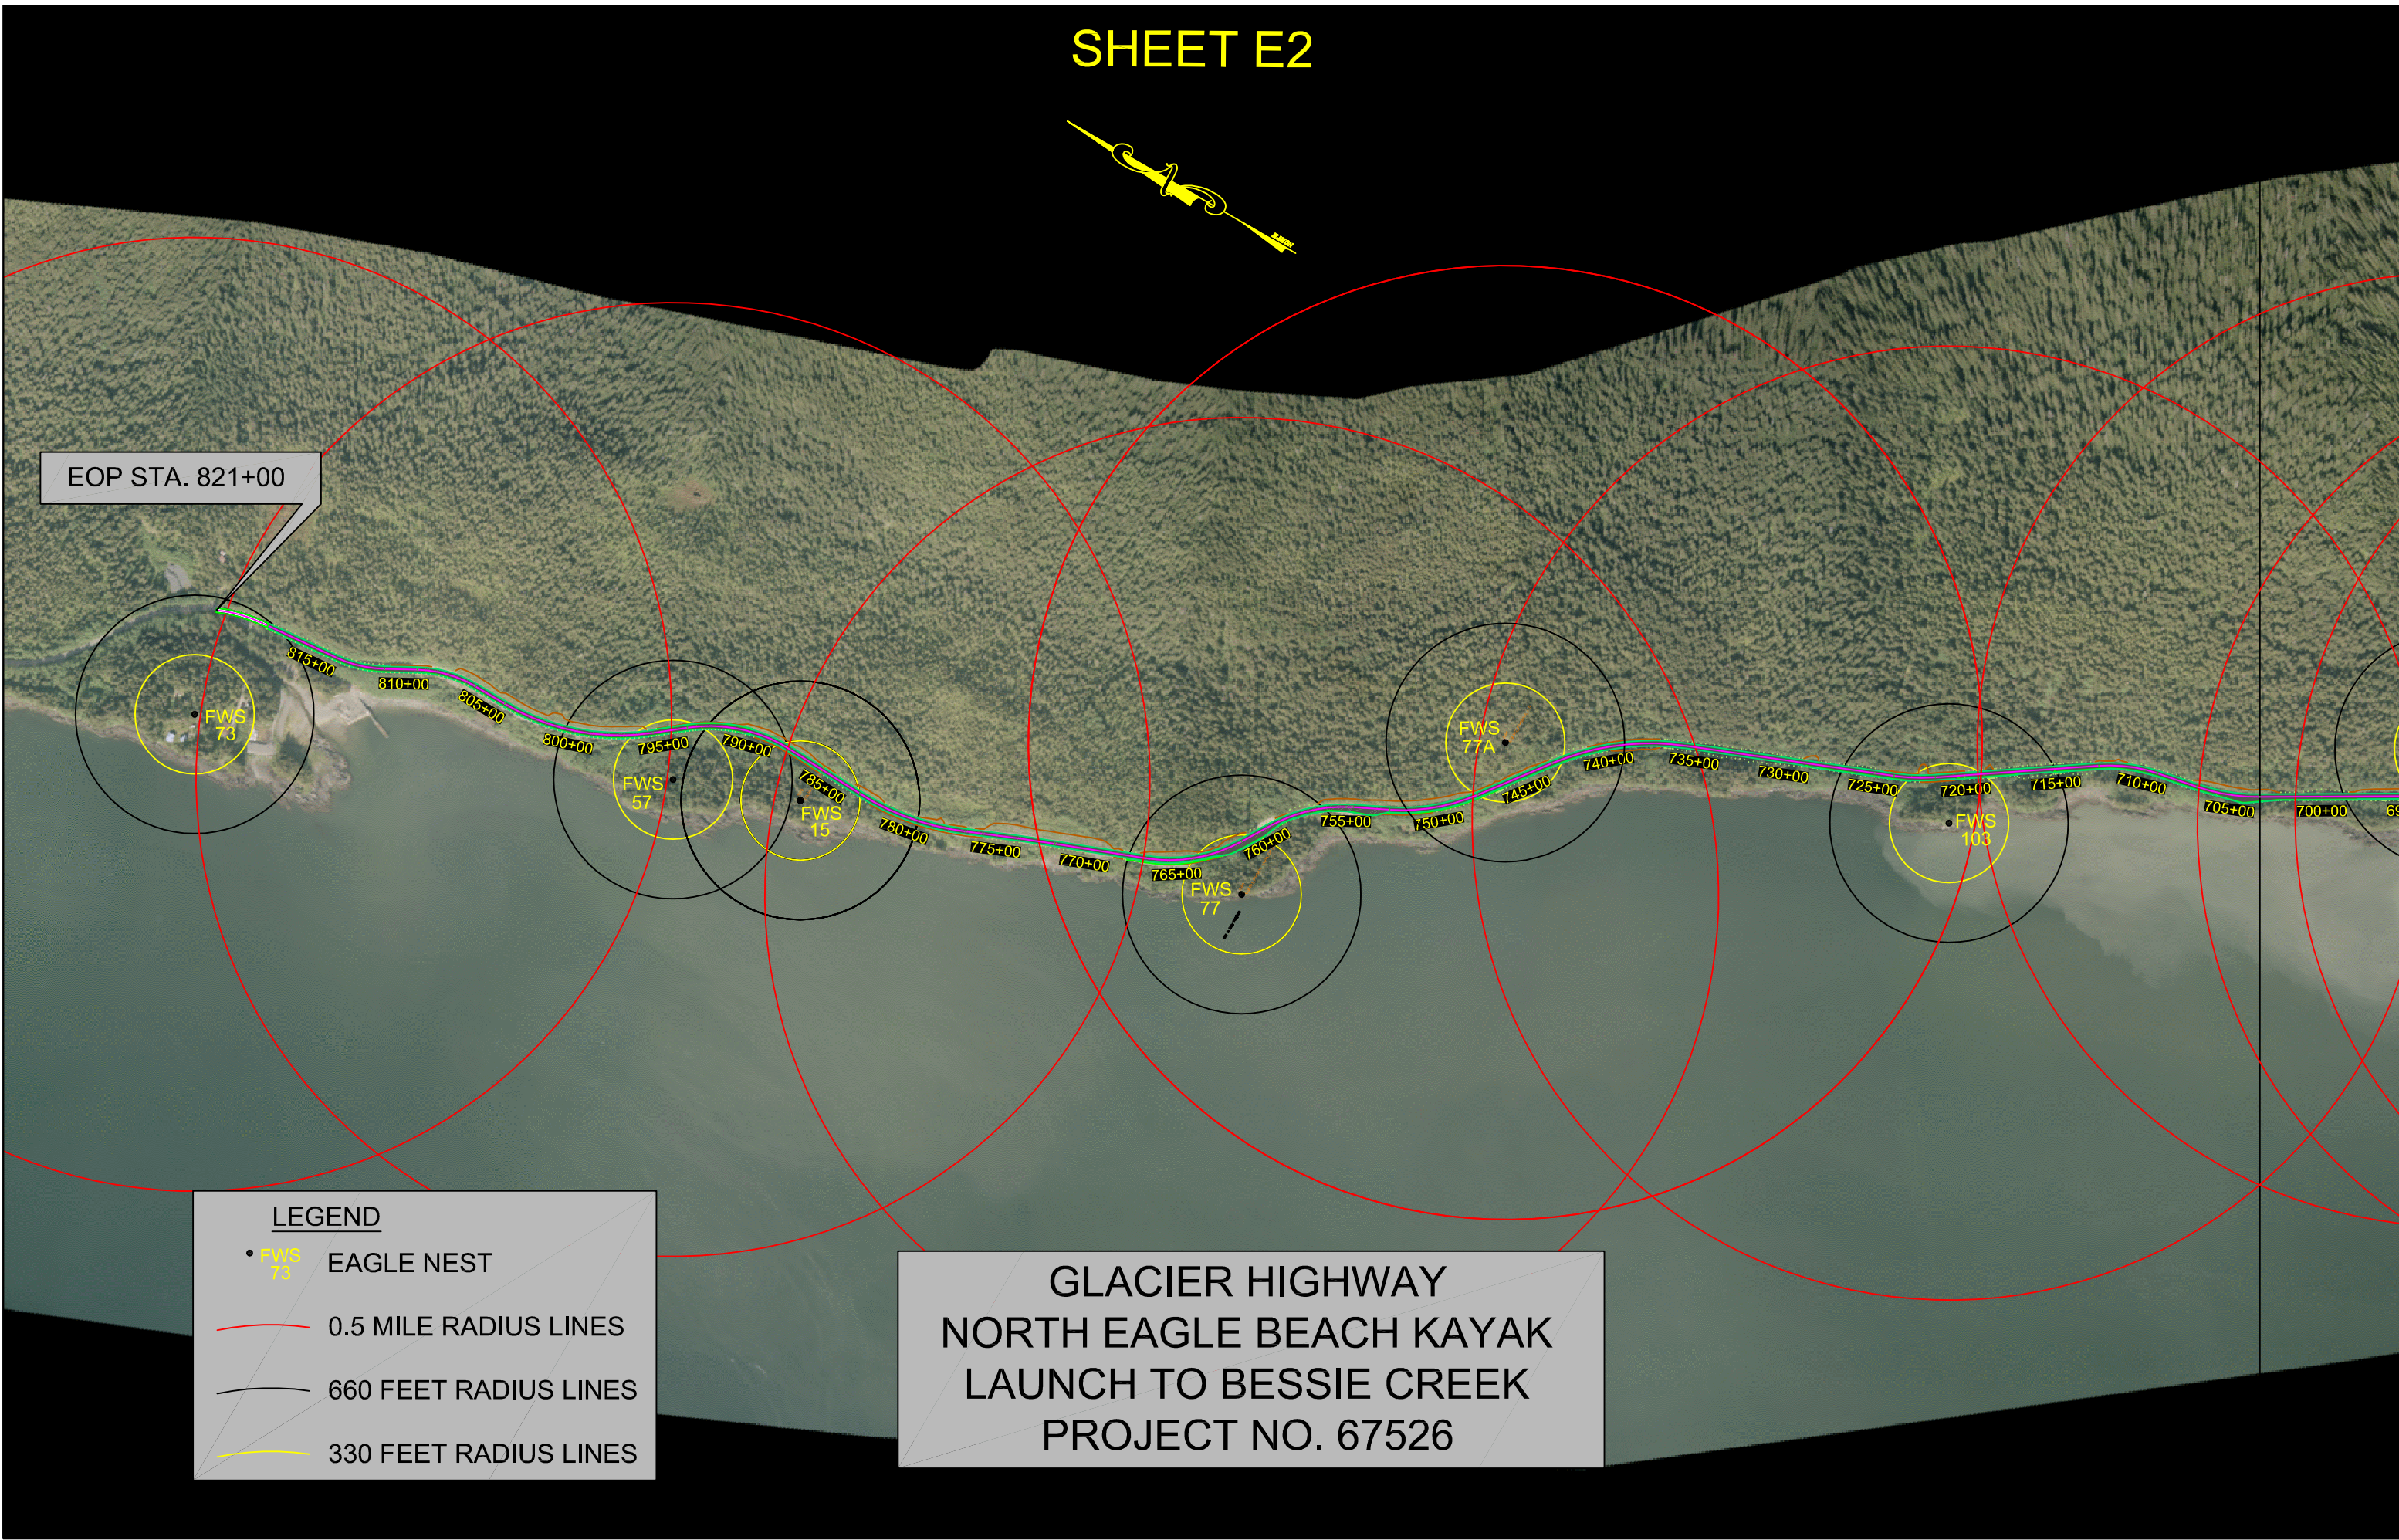 SHEET E2
EOP STA. 821+00
815+00
810+00
805+00
800+00
795+00
790+00
785+00
780+00
775+00
770+00
765+00
760+00
755+00
750+00
745+00
740+00
735+00
730+00
725+00
720+00
715+00
710+00
705+00
700+00
FWS
73
FWS
57
FWS
15
FWS
77
FWS
77A
FWS
103
LEGEND
FWS
73
EAGLE NEST
0.5 MILE RADIUS LINES
660 FEET RADIUS LINES
330 FEET RADIUS LINES
GLACIER HIGHWAY
NORTH EAGLE BEACH KAYAK
LAUNCH TO BESSIE CREEK
PROJECT NO. 67526